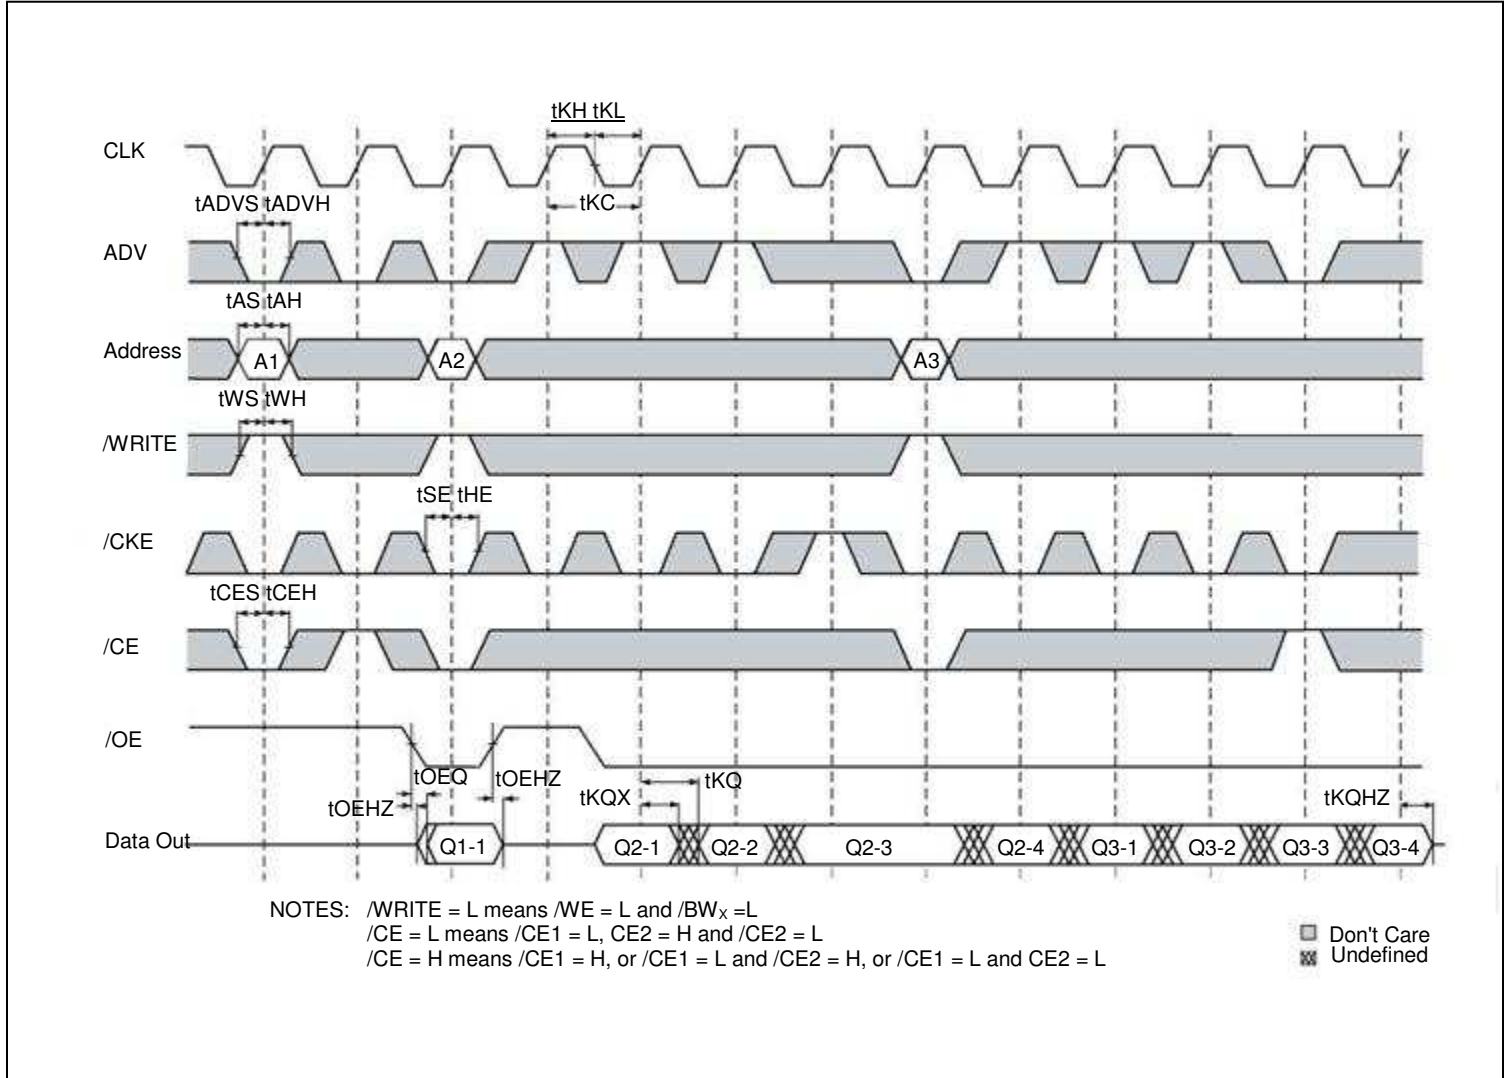 tKH tKL
CLK
tADVS tADVH
tKC
ADV
tAS tAH
Address
A1
A2
A3
tWS tWH
/WRITE
tSE tHE
/CKE
tCES tCEH
/CE
/OE
tOEQ
tOEHZ
tKQ
tOEHZ
tKQX
tKQHZ
Data Out
Q1-1
Q2-1
Q2-2
Q2-3
Q2-4
Q3-1
Q3-2
Q3-3
Q3-4
NOTES: /WRITE = L means /WE = L and /BWX =L
/CE = L means /CE1 = L, CE2 = H and /CE2 = L
/CE = H means /CE1 = H, or /CE1 = L and /CE2 = H, or /CE1 = L and CE2 = L
Don't Care
Undefined